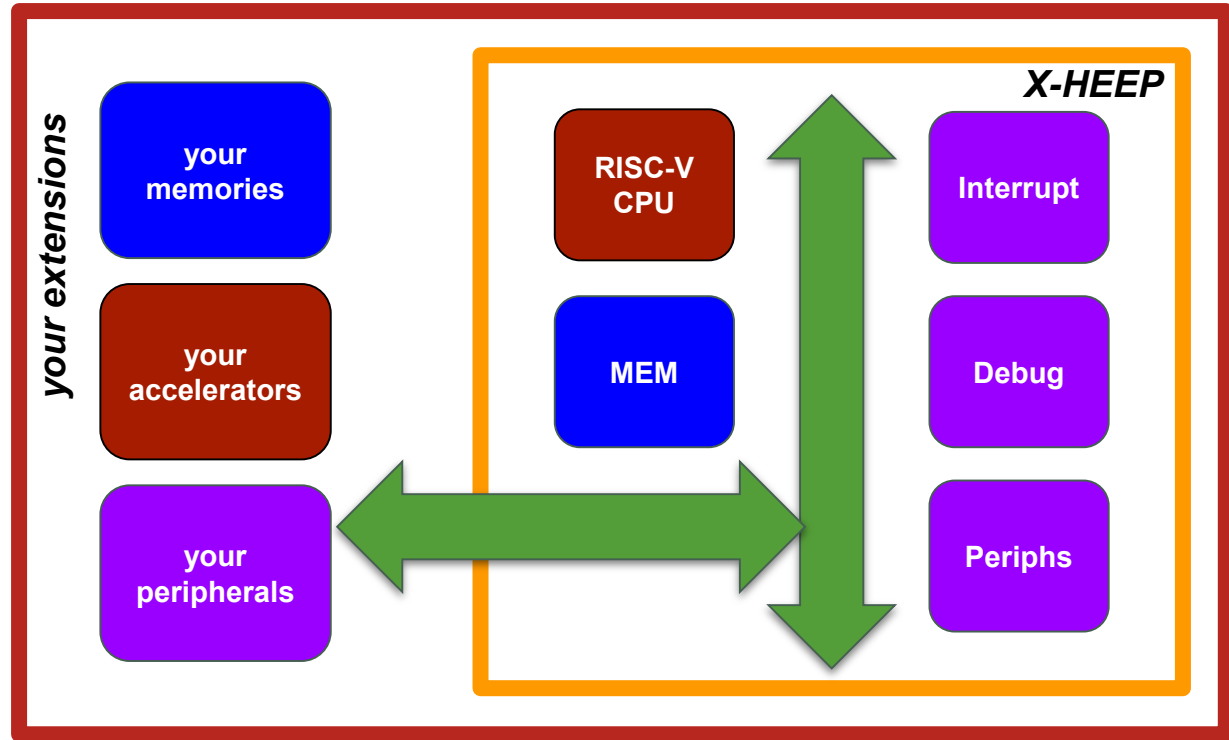 your extensions
your
memories
your
accelerators
your
peripherals
X-HEEP
RISC-V
CPU
MEM
Interrupt
Debug
Periphs